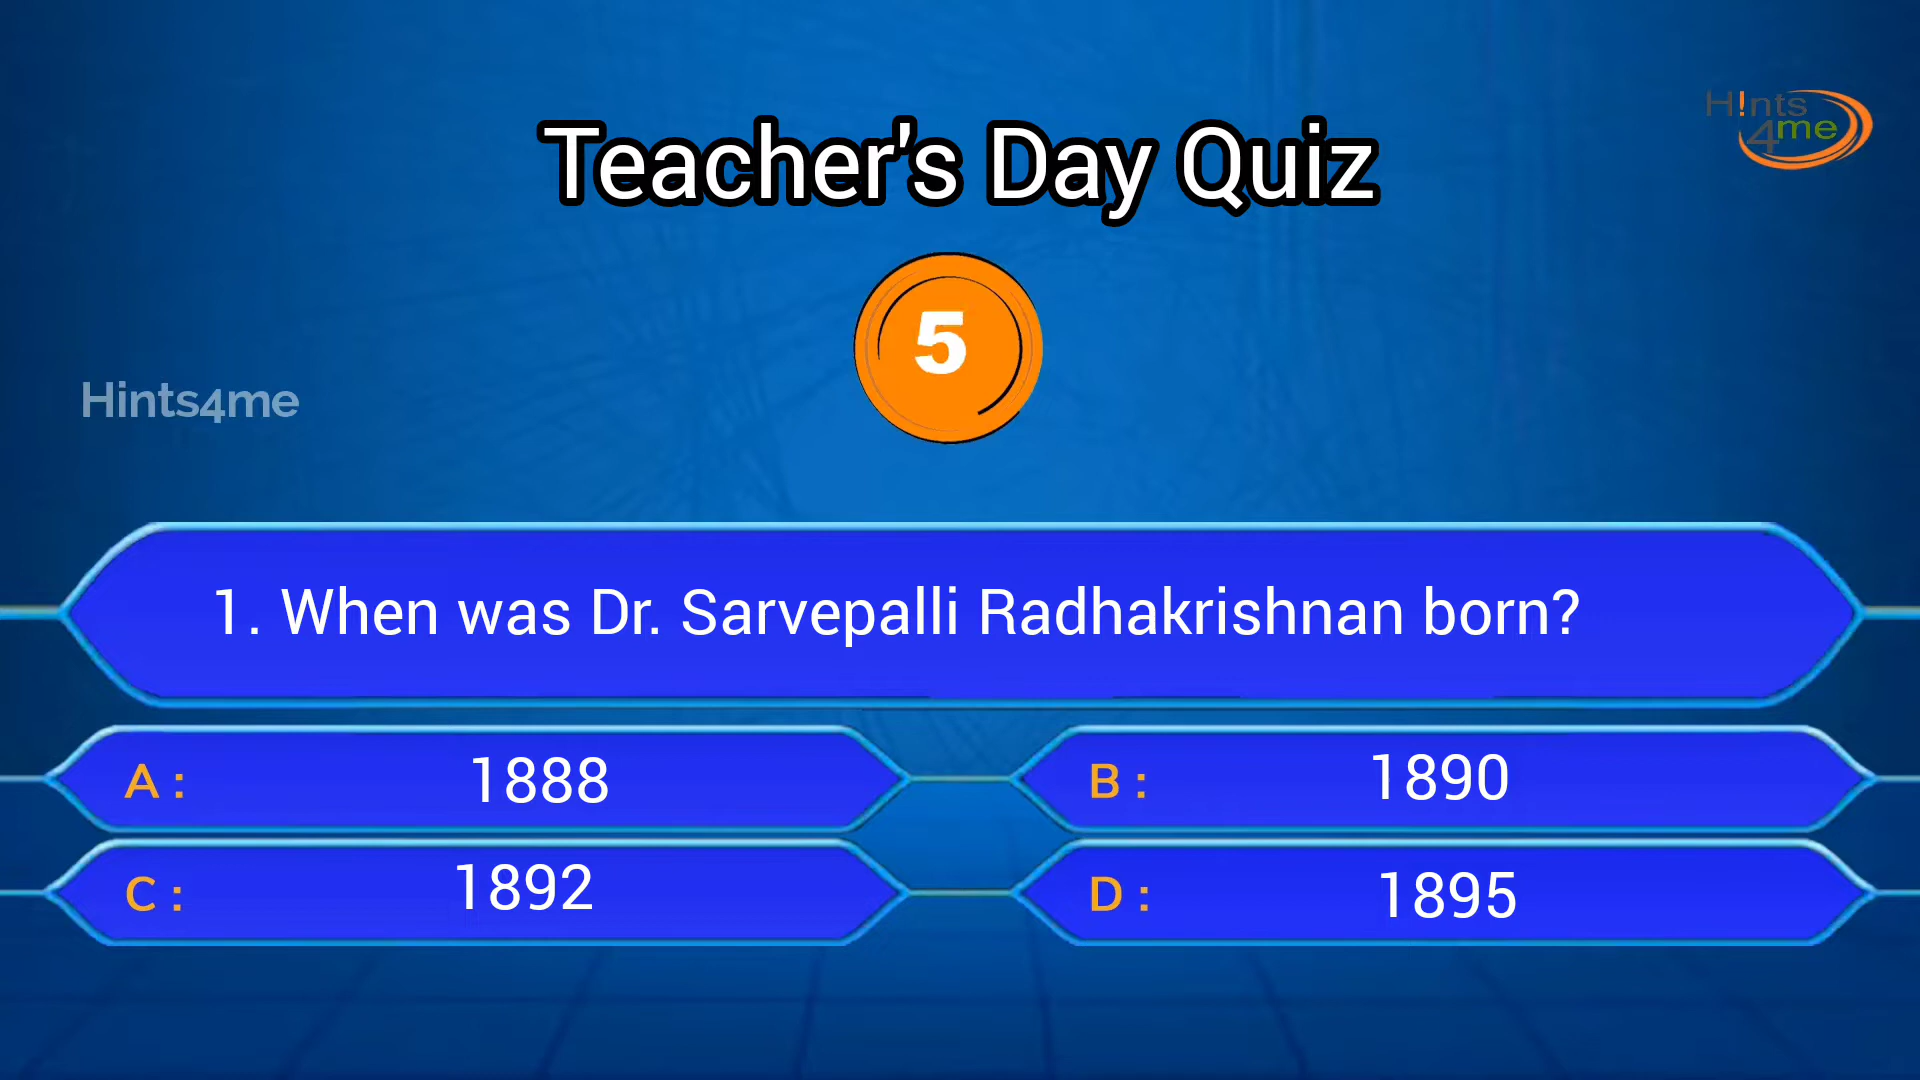 H!nts
4me
Teacher's Day Quiz
5
Hints4me
1. When was Dr. Sarvepalli Radhakrishnan born?
A : 1888
B : 1890
C : 1892
D : 1895